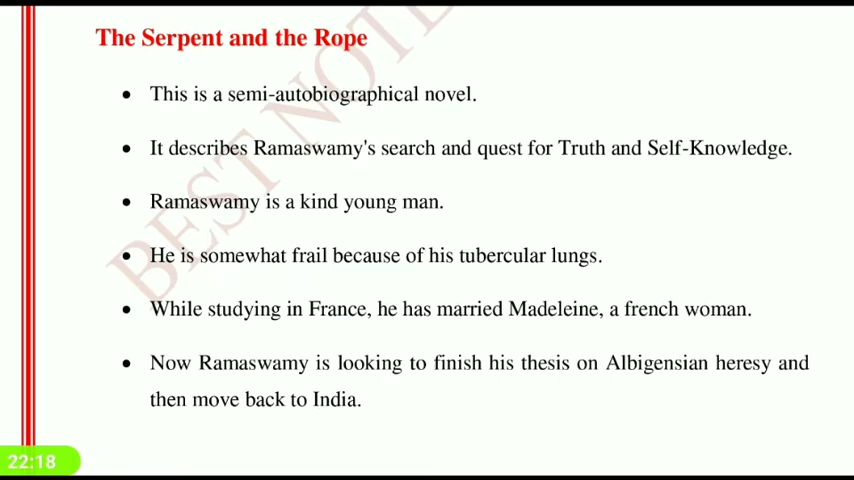 The Serpent and the Rope
• This is a semi-autobiographical novel.
• It describes Ramaswamy's search and quest for Truth and Self-Knowledge.
• Ramaswamy is a kind young man.
• He is somewhat frail because of his tubercular lungs.
• While studying in France, he has married Madeleine, a french woman.
• Now Ramaswamy is looking to finish his thesis on Albigensian heresy and
then move back to India.
BEST NOTE
22:18